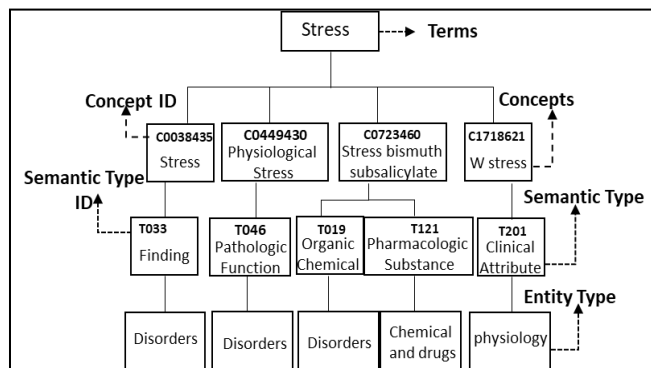 Stress
Terms
Concept ID
Concepts
C0038435
Stress
C0449430
Physiological
Stress
C0723460
Stress bismuth
subsalicylate
C1718621
W stress
Semantic Type
ID
Semantic Type
T033
Finding
T046
Pathologic
Function
T019
Organic
Chemical
T121
Pharmacologic
Substance
T201
Clinical
Attribute
Entity Type
Disorders
Disorders
Disorders
Chemical
and drugs
physiology